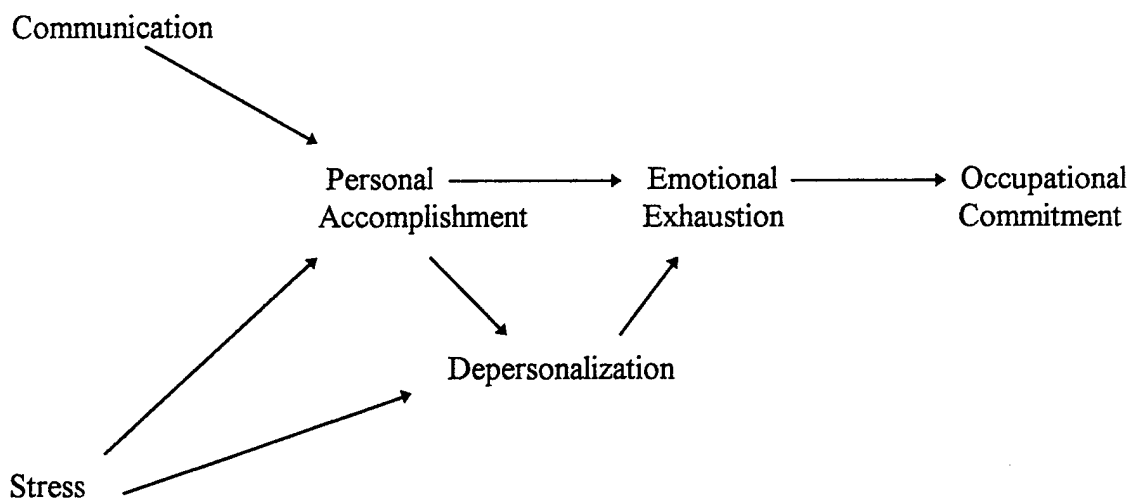 Communication
Personal
Accomplishment
Emotional
Exhaustion
Occupational
Commitment
Depersonalization
Stress